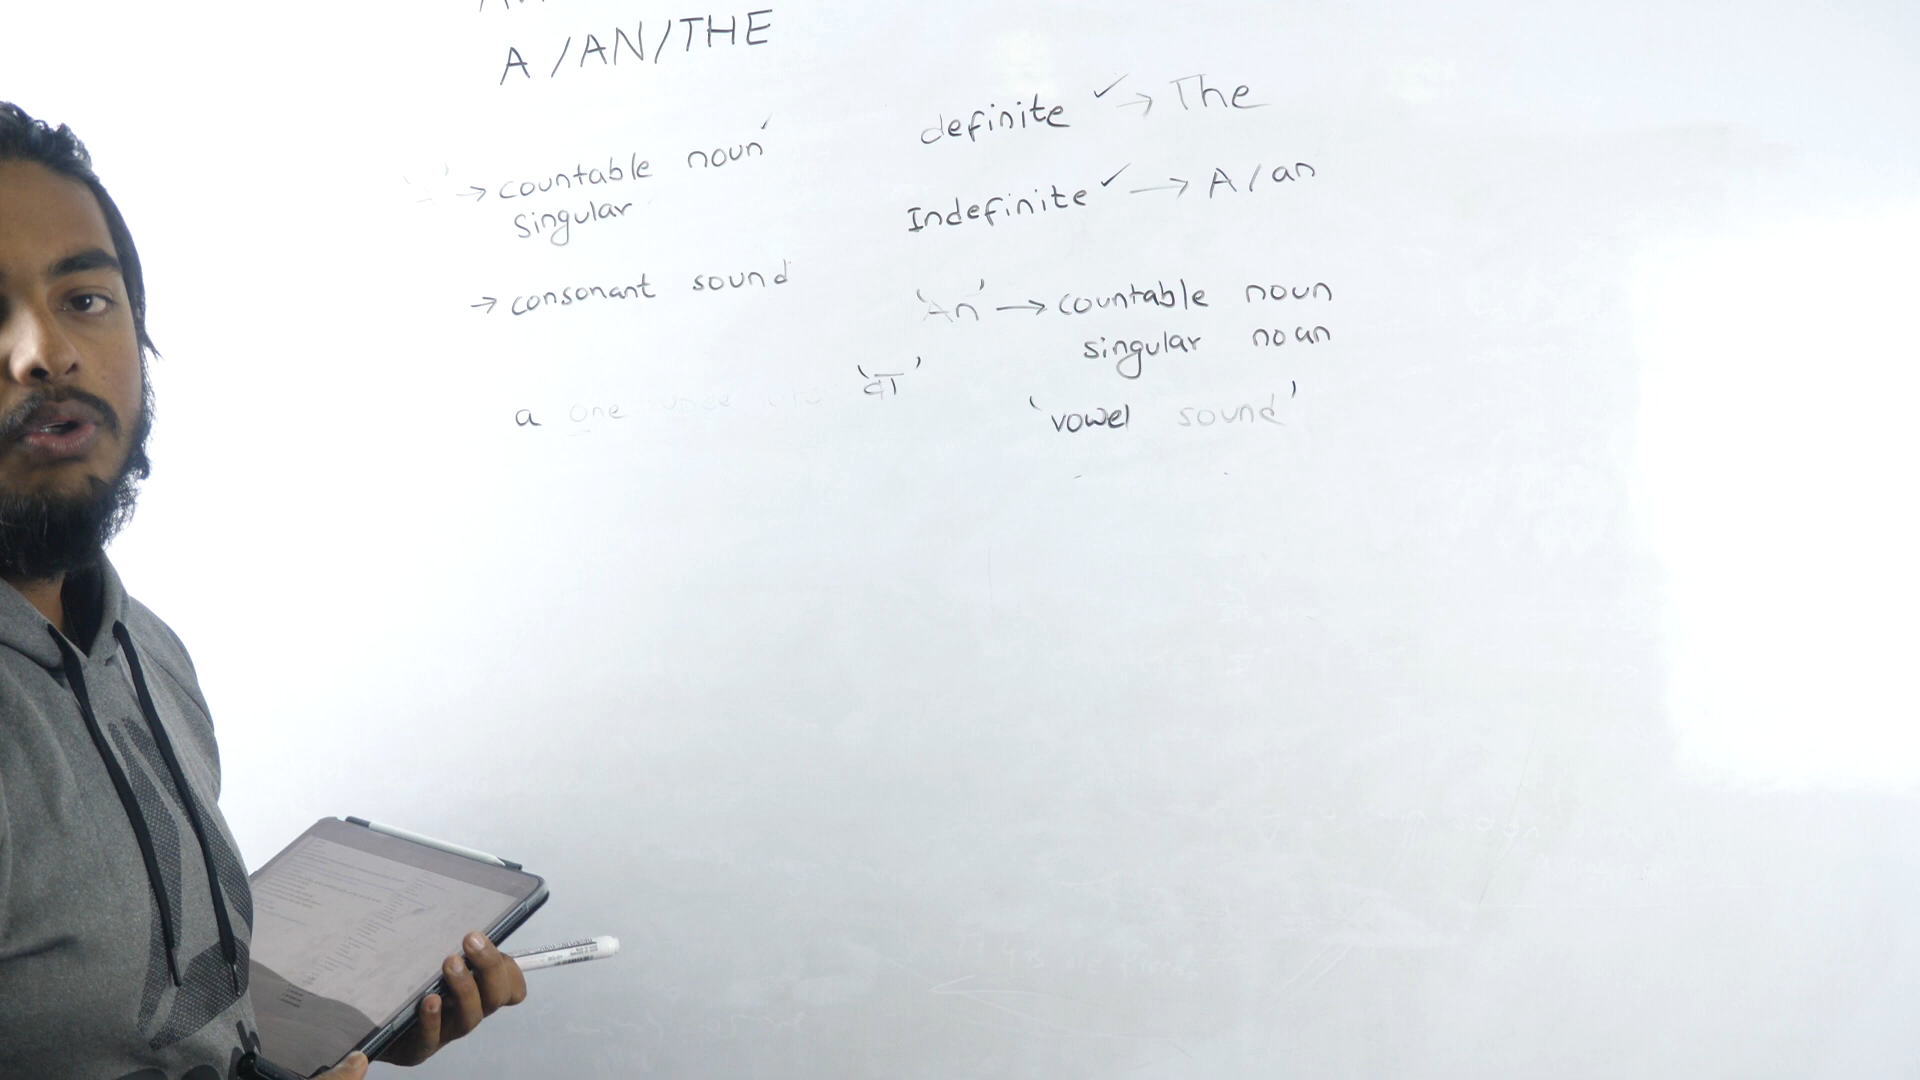 A/AN/THE
→ countable noun
singular
→ consonant sound
a one
definite → The
Indefinite → A/an
'An' → countable noun
singular noun
'vowel sound'